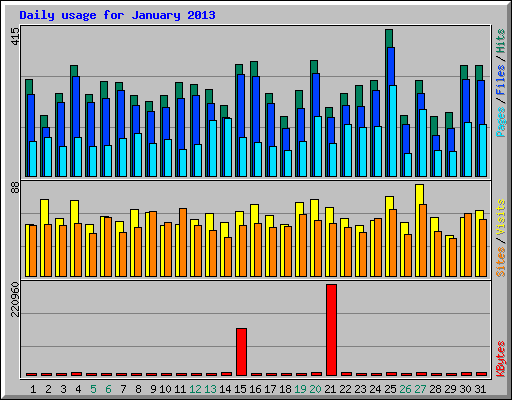 Daily usage for January 2013
415
Pages/Files/Hits
88
Sites/Visits
220960
KBytes
1 2 3 4 5 6 7 8 9 10 11 12 13 14 15 16 17 18 19 20 21 22 23 24 25 26 27 28 29 30 31